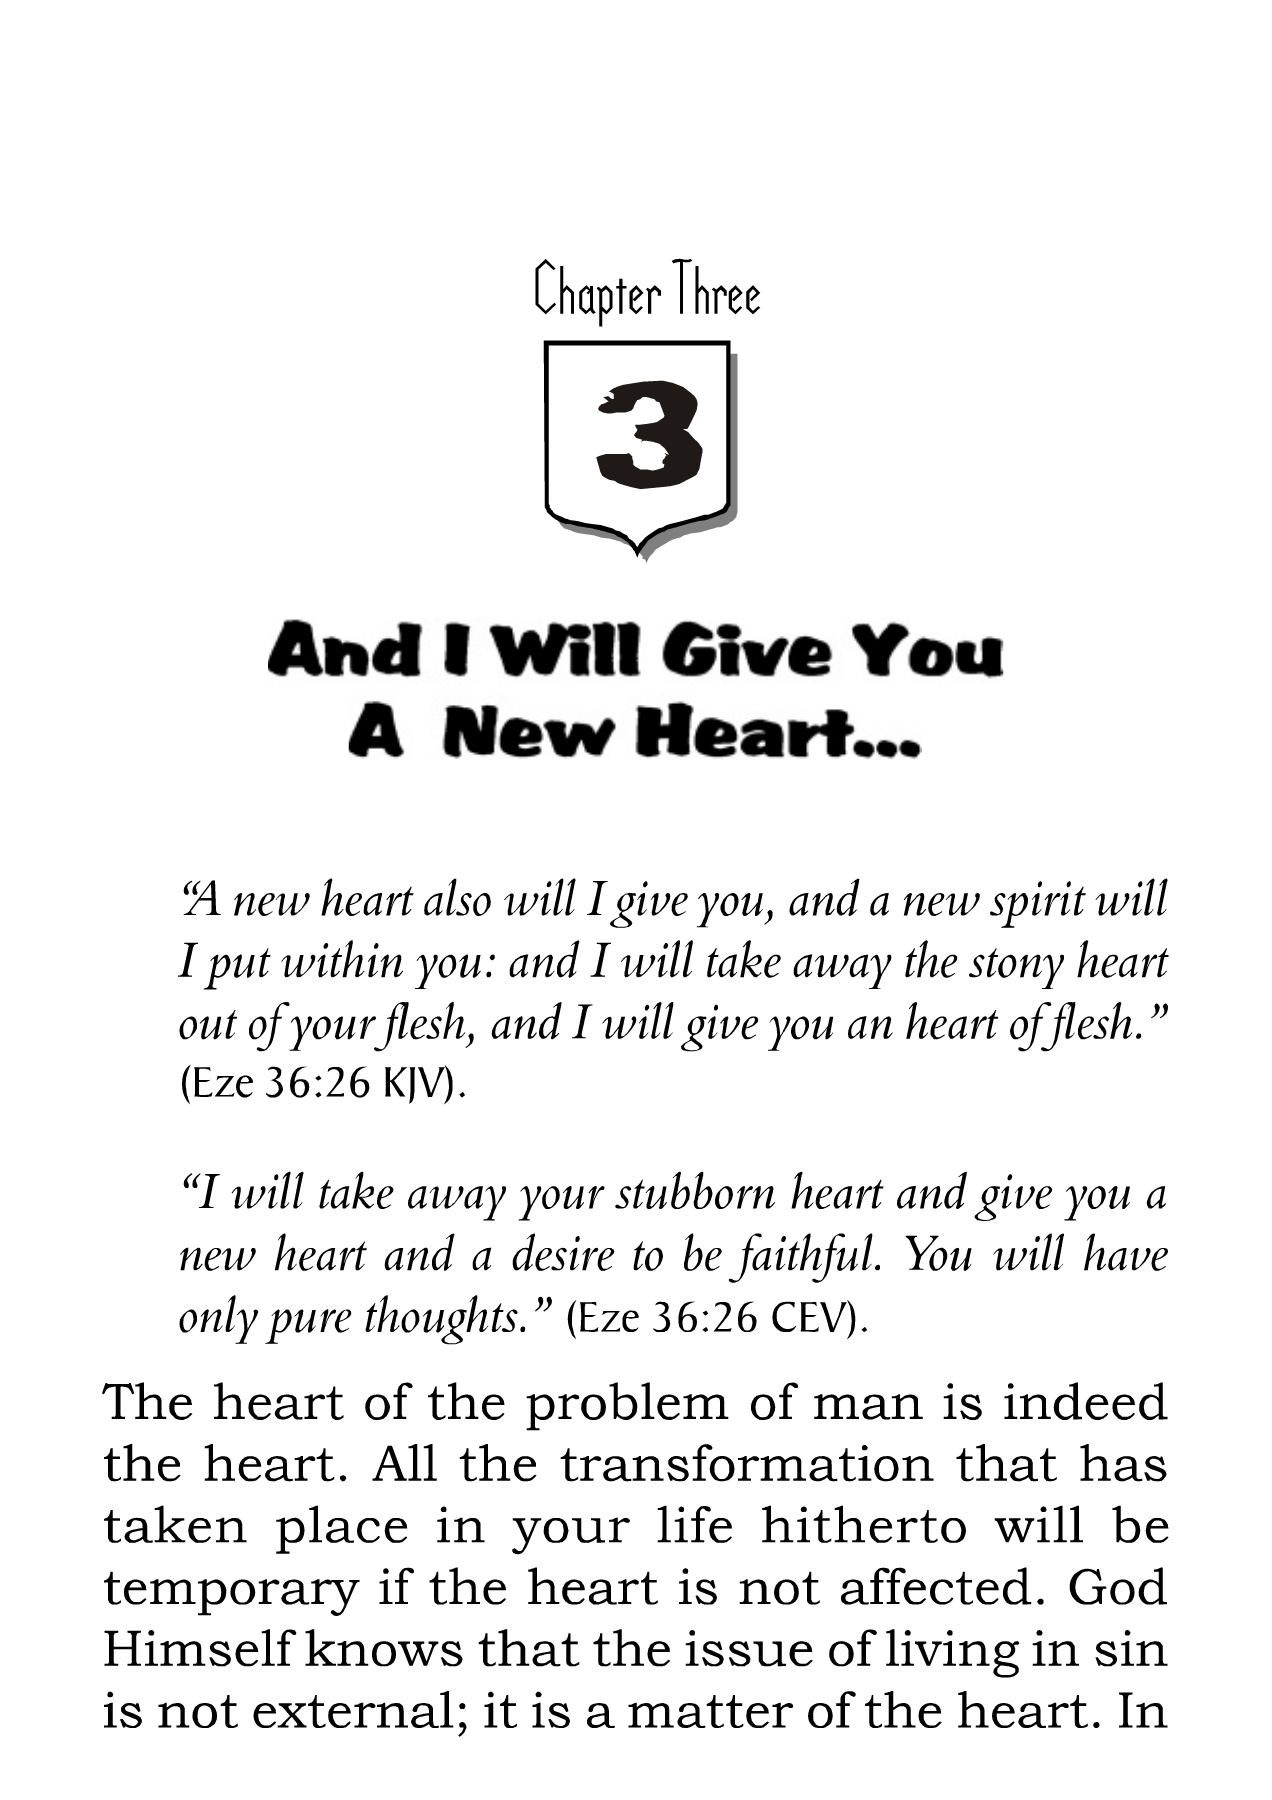 Chapter Three
3
And I Will Give You
A New Heart...
“A new heart also will I give you, and a new spirit will
I put within you: and I will take away the stony heart
out of your flesh, and I will give you an heart of flesh.”
(Eze 36:26 KJV).
“I will take away your stubborn heart and give you a
new heart and a desire to be faithful. You will have
only pure thoughts.” (Eze 36:26 CEV).
The heart of the problem of man is indeed
the heart. All the transformation that has
taken place in your life hitherto will be
temporary if the heart is not affected. God
Himself knows that the issue of living in sin
is not external; it is a matter of the heart. In